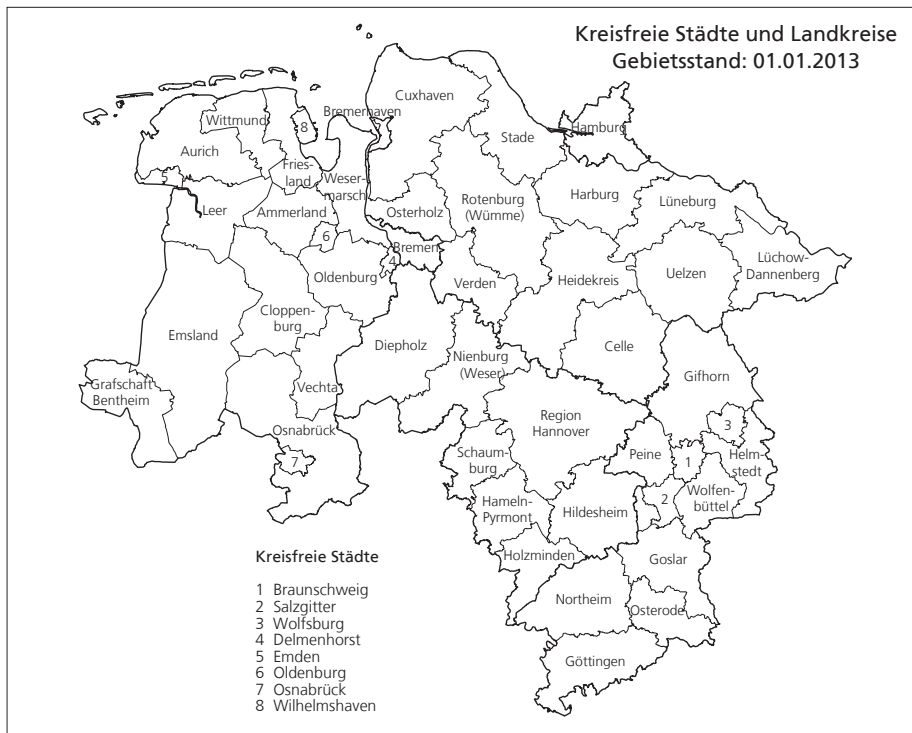 Kreisfreie Städte und Landkreise
Gebietsstand: 01.01.2013
Cuxhaven
Wittmund
8
Bremerhaven
Hamburg
Stade
Aurich
Fries-
land
Weser-
marsch
5
Harburg
Lüneburg
Leer
Ammerland
Osterholz
Rotenburg
(Wümme)
6
Bremen
4
Oldenburg
Verden
Heidekreis
Uelzen
Lüchow-
Dannenberg
Cloppen-
burg
Emsland
Diepholz
Nienburg
(Weser)
Celle
Gifhorn
Grafschaft
Bentheim
Vechta
Region
Hannover
3
Osnabrück
Schaum-
burg
Peine
1
Helm-
stedt
7
Hameln-
Pyrmont
Hildesheim
2
Wolfen-
büttel
Holzminden
Goslar
Northeim
Osterode
Göttingen
Kreisfreie Städte
1 Braunschweig
2 Salzgitter
3 Wolfsburg
4 Delmenhorst
5 Emden
6 Oldenburg
7 Osnabrück
8 Wilhelmshaven